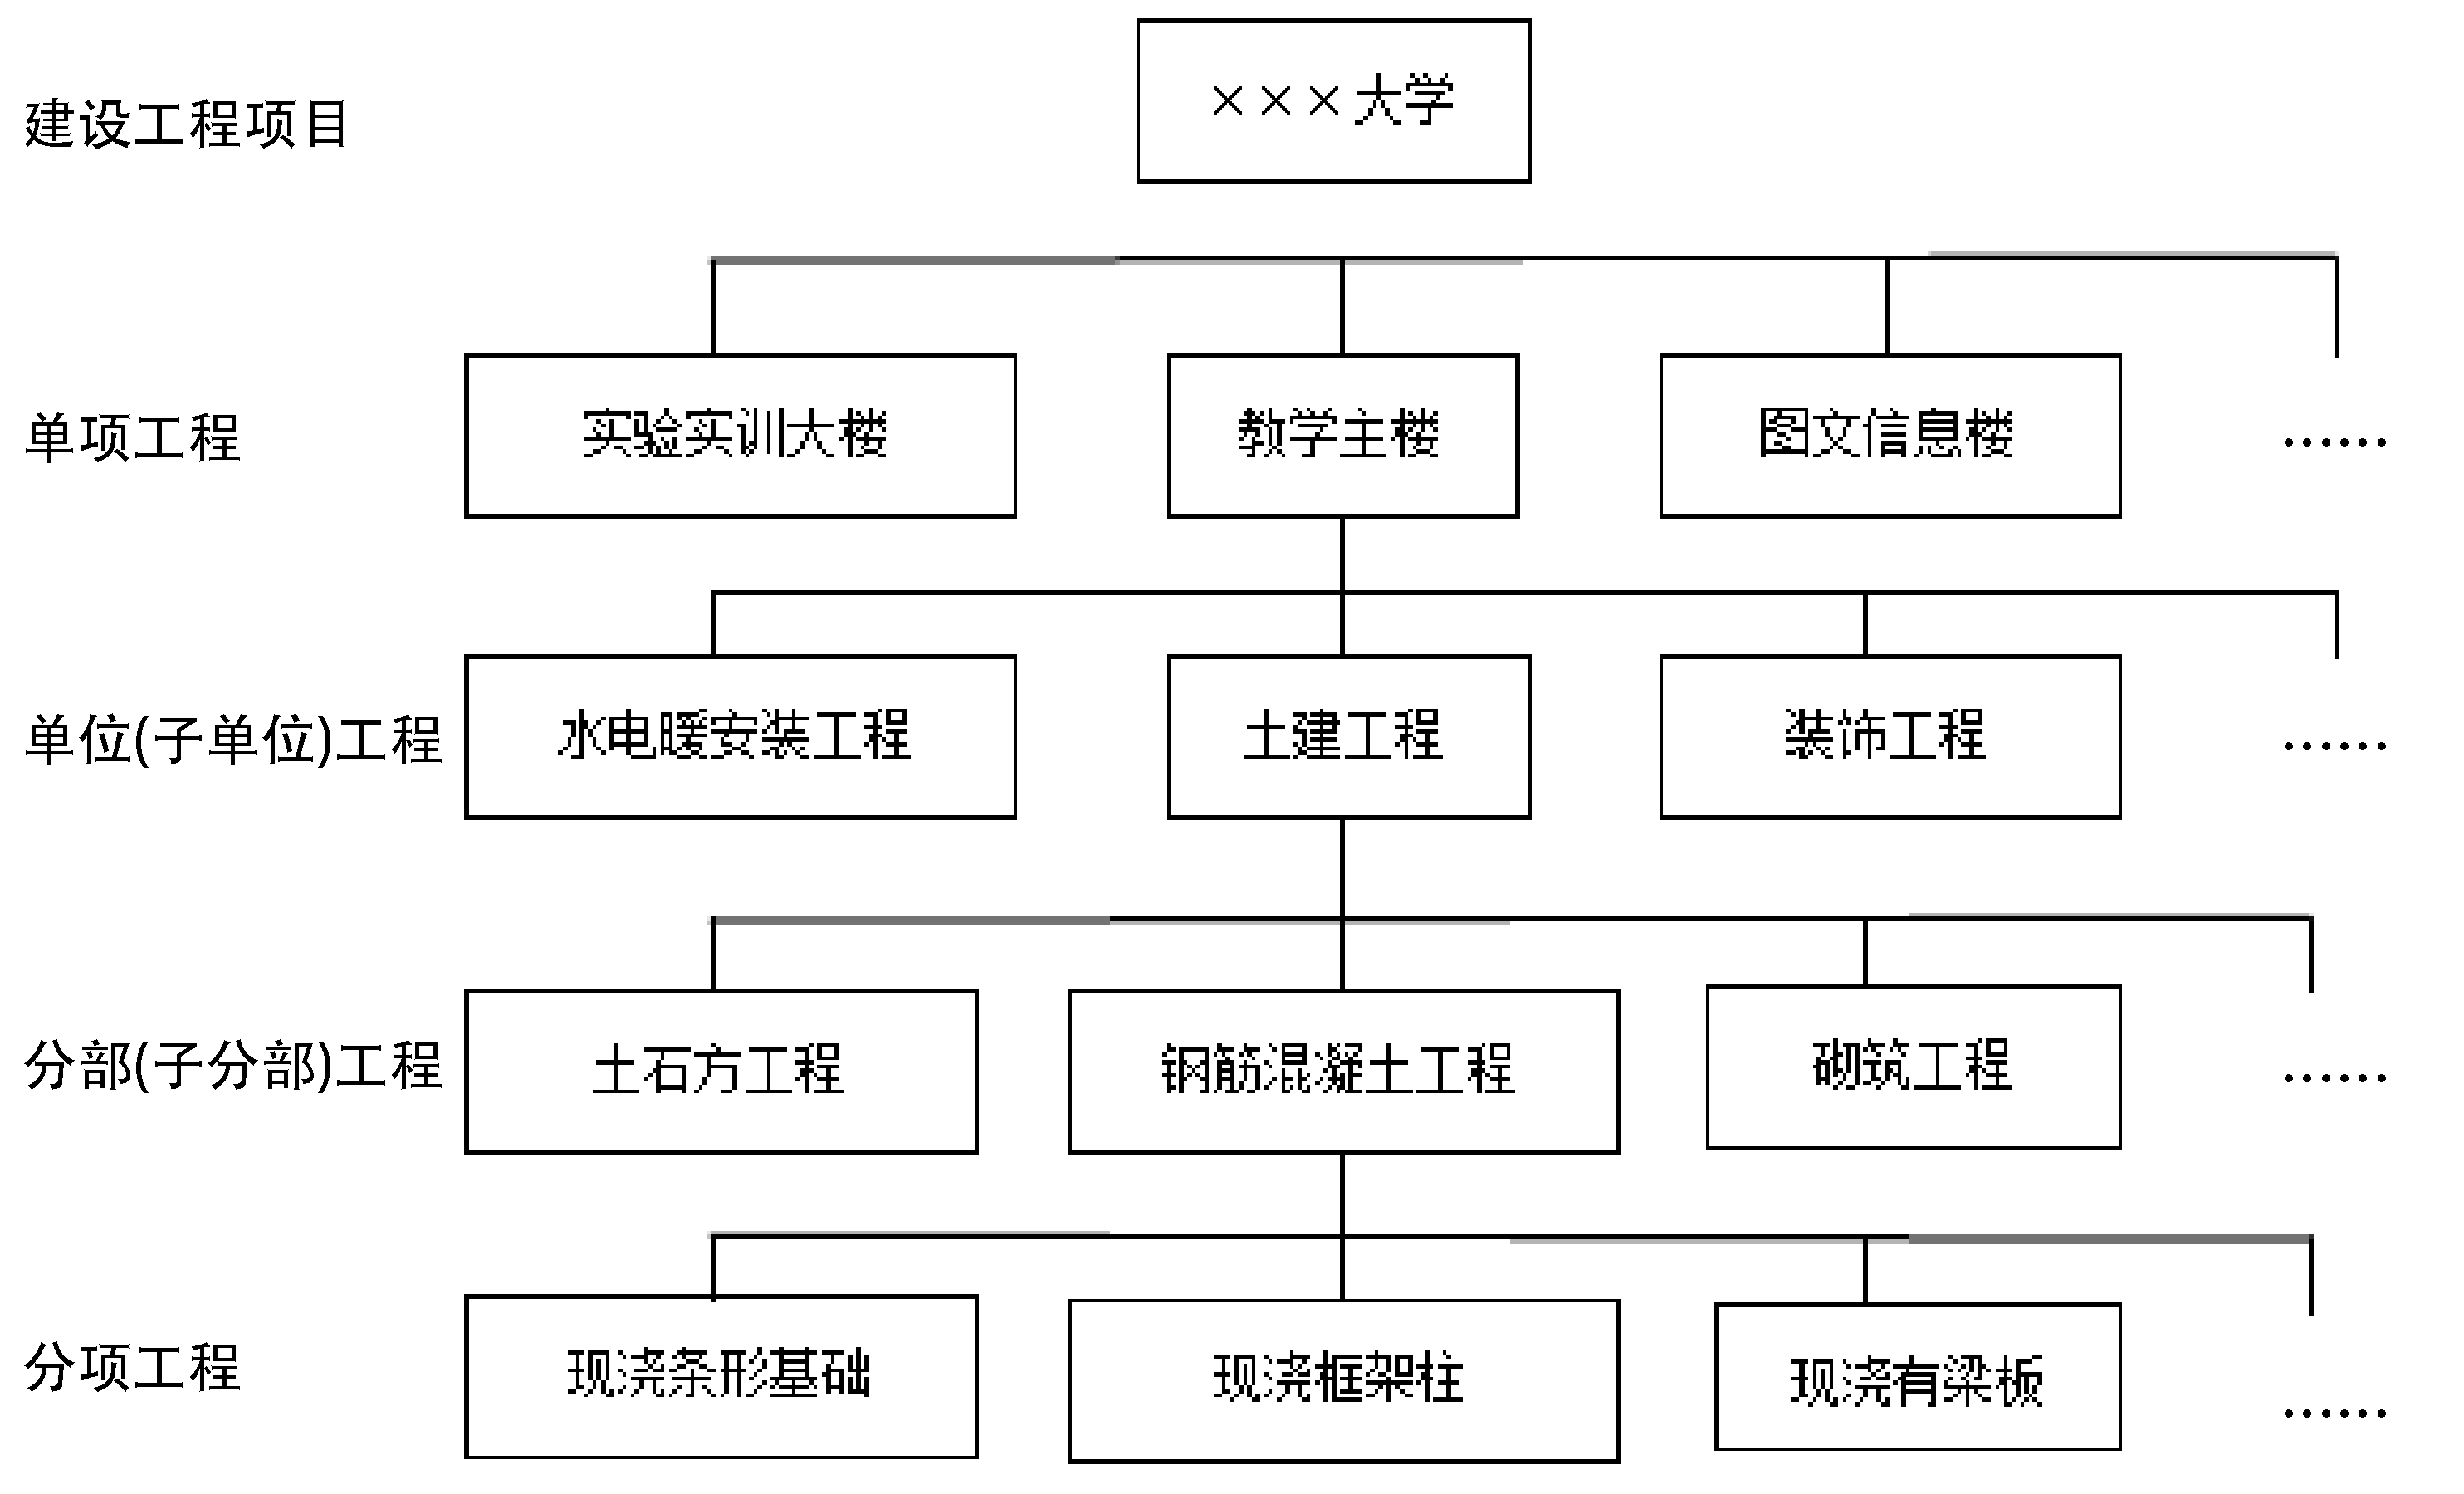 建设工程项目
×××大学
单项工程
实验实训大楼
教学主楼
图文信息楼
······
单位(子单位)工程
水电暖安装工程
土建工程
装饰工程
······
分部(子分部)工程
土石方工程
钢筋混凝土工程
砌筑工程
······
分项工程
现浇条形基础
现浇框架柱
现浇有梁板
······